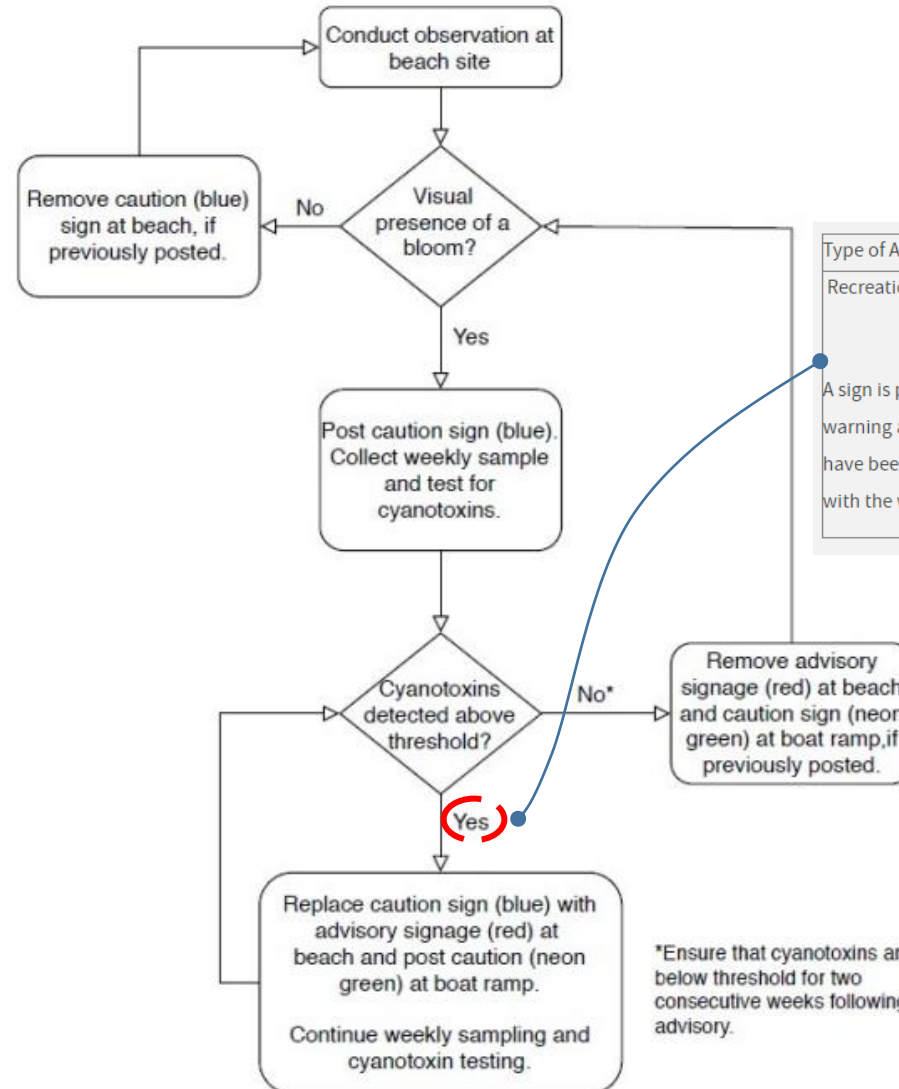 Conduct observation at
beach site
Remove caution (blue)
sign at beach, if
previously posted.
No
Visual
presence of a
bloom?
Yes
Post caution sign (blue).
Collect weekly sample
and test for
cyanotoxins.
Type of A
Recreatio
A sign is p
warning a
have bee
with the
Cyanotoxins
detected above
threshold?
No*
Remove advisory
signage (red) at beach
and caution sign (neon
green) at boat ramp,if
previously posted.
Yes
Replace caution sign (blue) with
advisory signage (red) at
beach and post caution (neon
green) at boat ramp.
Continue weekly sampling and
cyanotoxin testing.
*Ensure that cyanotoxins ar
below threshold for two
consecutive weeks following
advisory.